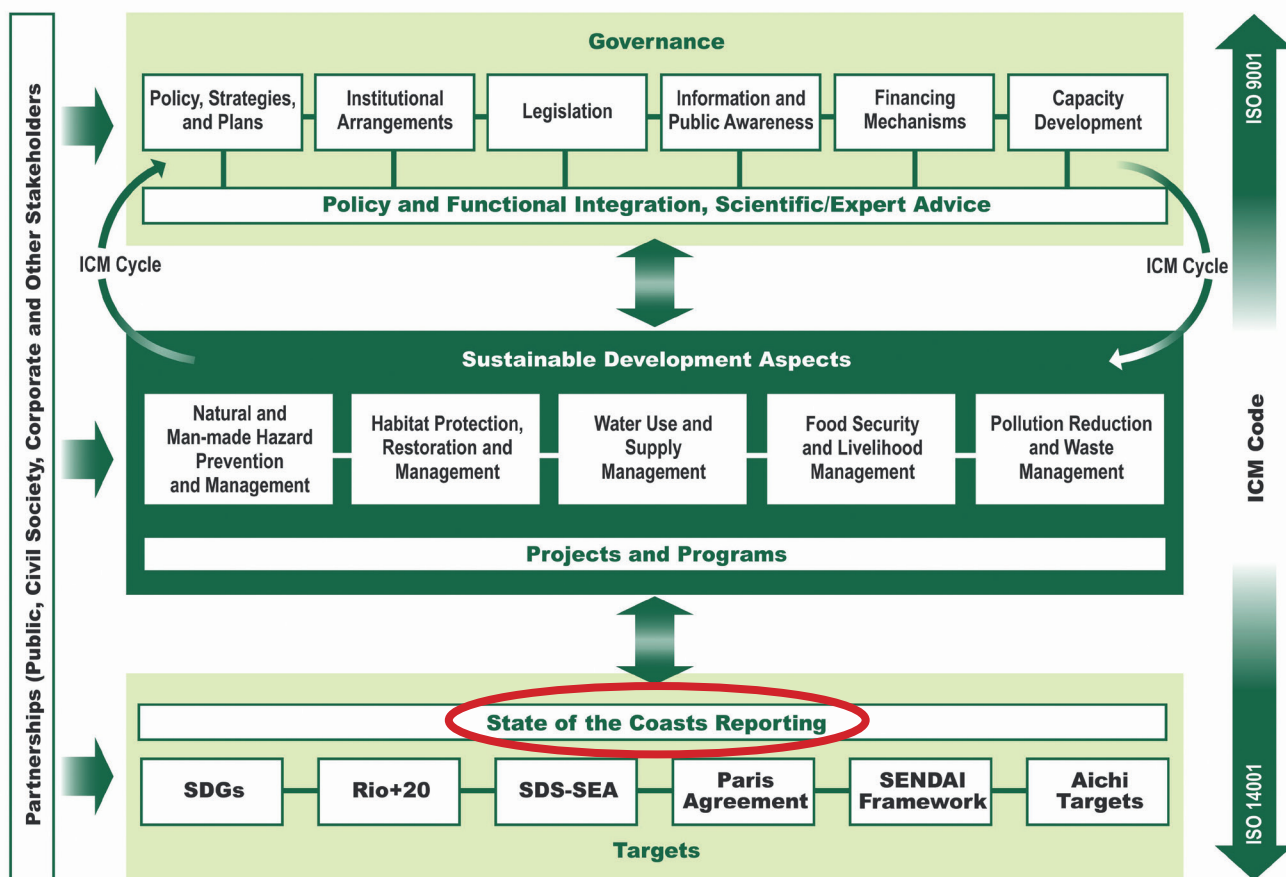 Partnerships (Public, Civil Society, Corporate and Other Stakeholders
Governance
Policy, Strategies,
and Plans
Institutional
Arrangements
Legislation
Information and
Public Awareness
Financing
Mechanisms
Capacity
Development
Policy and Functional Integration, Scientific/Expert Advice
ICM Cycle
ICM Cycle
Sustainable Development Aspects
Natural and
Man-made Hazard
Prevention
and Management
Habitat Protection,
Restoration and
Management
Water Use and
Supply
Management
Food Security
and Livelihood
Management
Pollution Reduction
and Waste
Management
Projects and Programs
State of the Coasts Reporting
SDGs
Rio+20
SDS-SEA
Paris
Agreement
SENDAI
Framework
Aichi
Targets
Targets
ISO 9001
ICM Code
ISO 14001